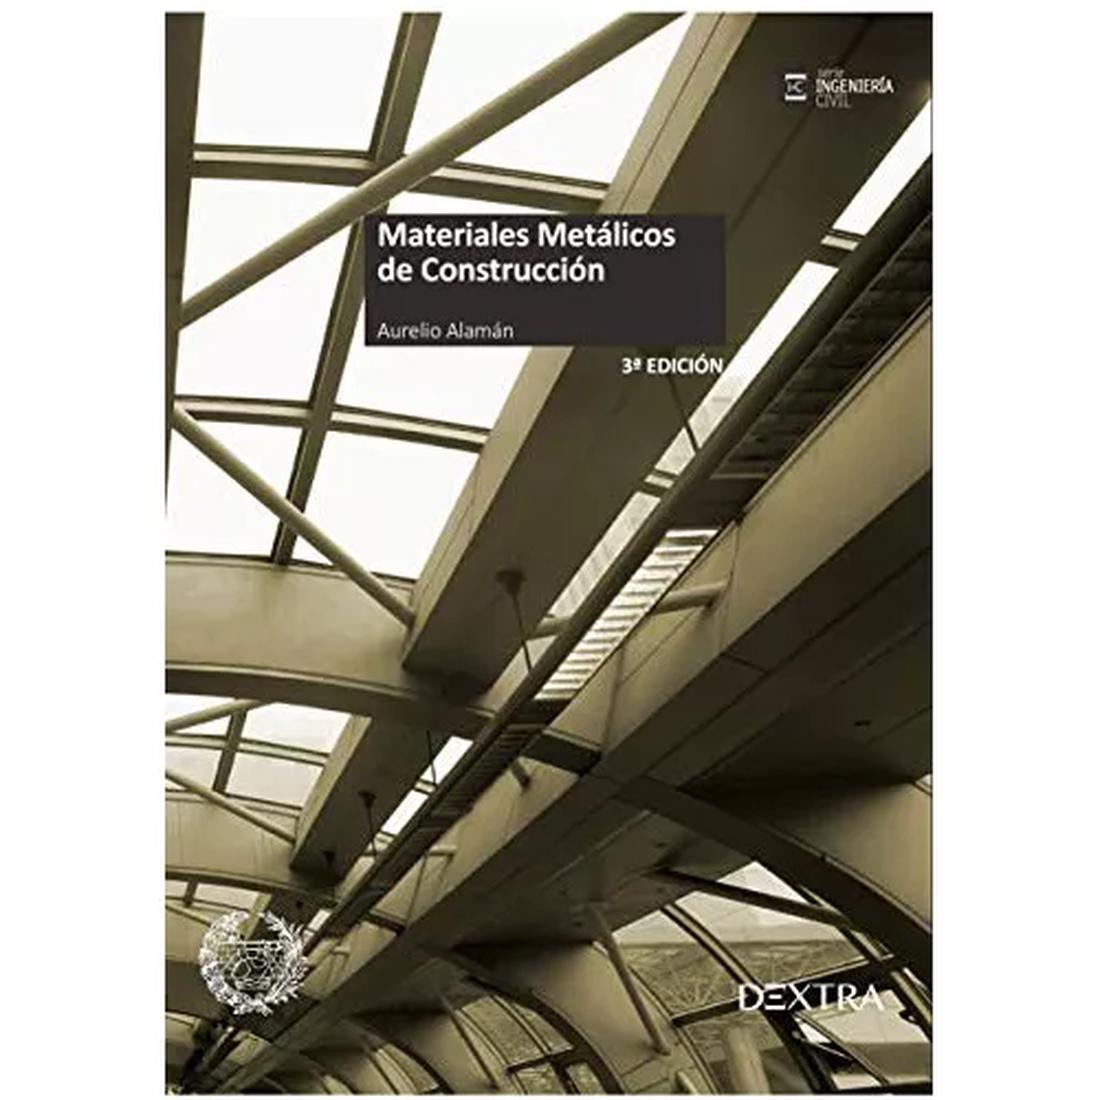 serie
INGENIERÍA
CIVIL
Materiales Metálicos
de Construcción
Aurelio Alamán
3ª EDICIÓN
DEXTRA